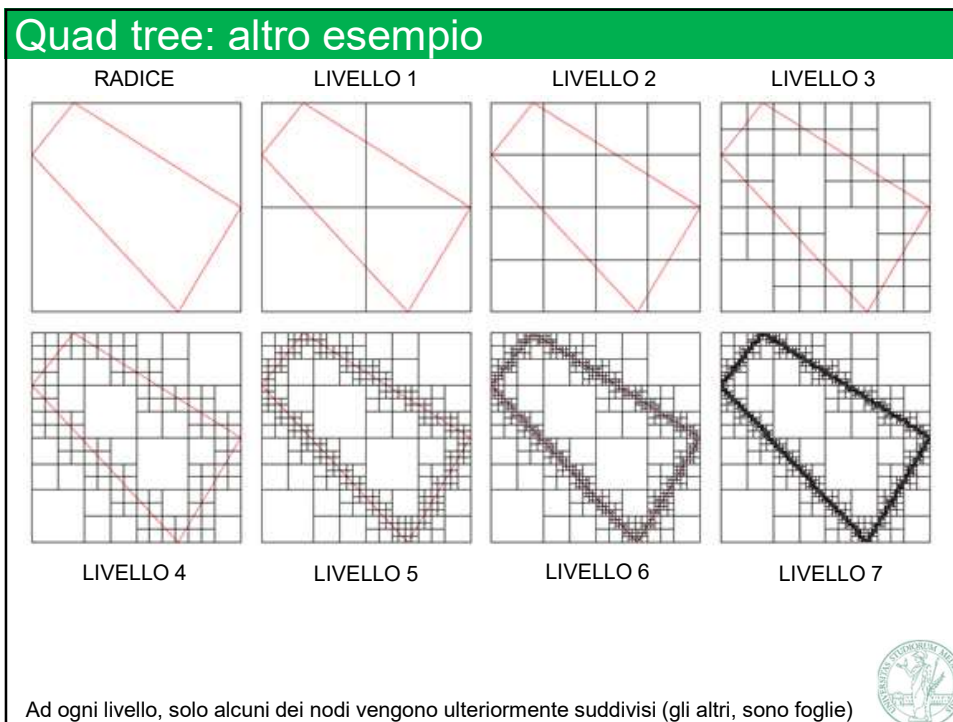 Quad tree: altro esempio
RADICE
LIVELLO 1
LIVELLO 2
LIVELLO 3
LIVELLO 4
LIVELLO 5
LIVELLO 6
LIVELLO 7
Ad ogni livello, solo alcuni dei nodi vengono ulteriormente suddivisi (gli altri, sono foglie)